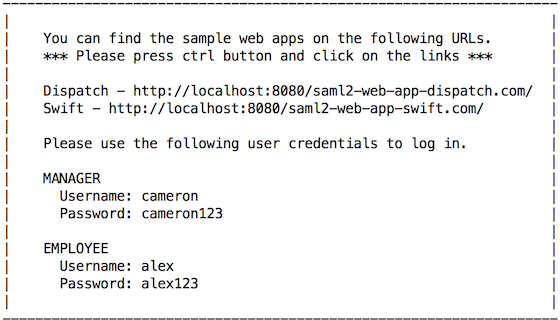 You can find the sample web apps on the following URLs.
*** Please press ctrl button and click on the links ***
Dispatch - http://localhost:8080/saml2-web-app-dispatch.com/
Swift - http://localhost:8080/saml2-web-app-swift.com/
Please use the following user credentials to log in.
MANAGER
Username: cameron
Password: cameron123
EMPLOYEE
Username: alex
Password: alex123